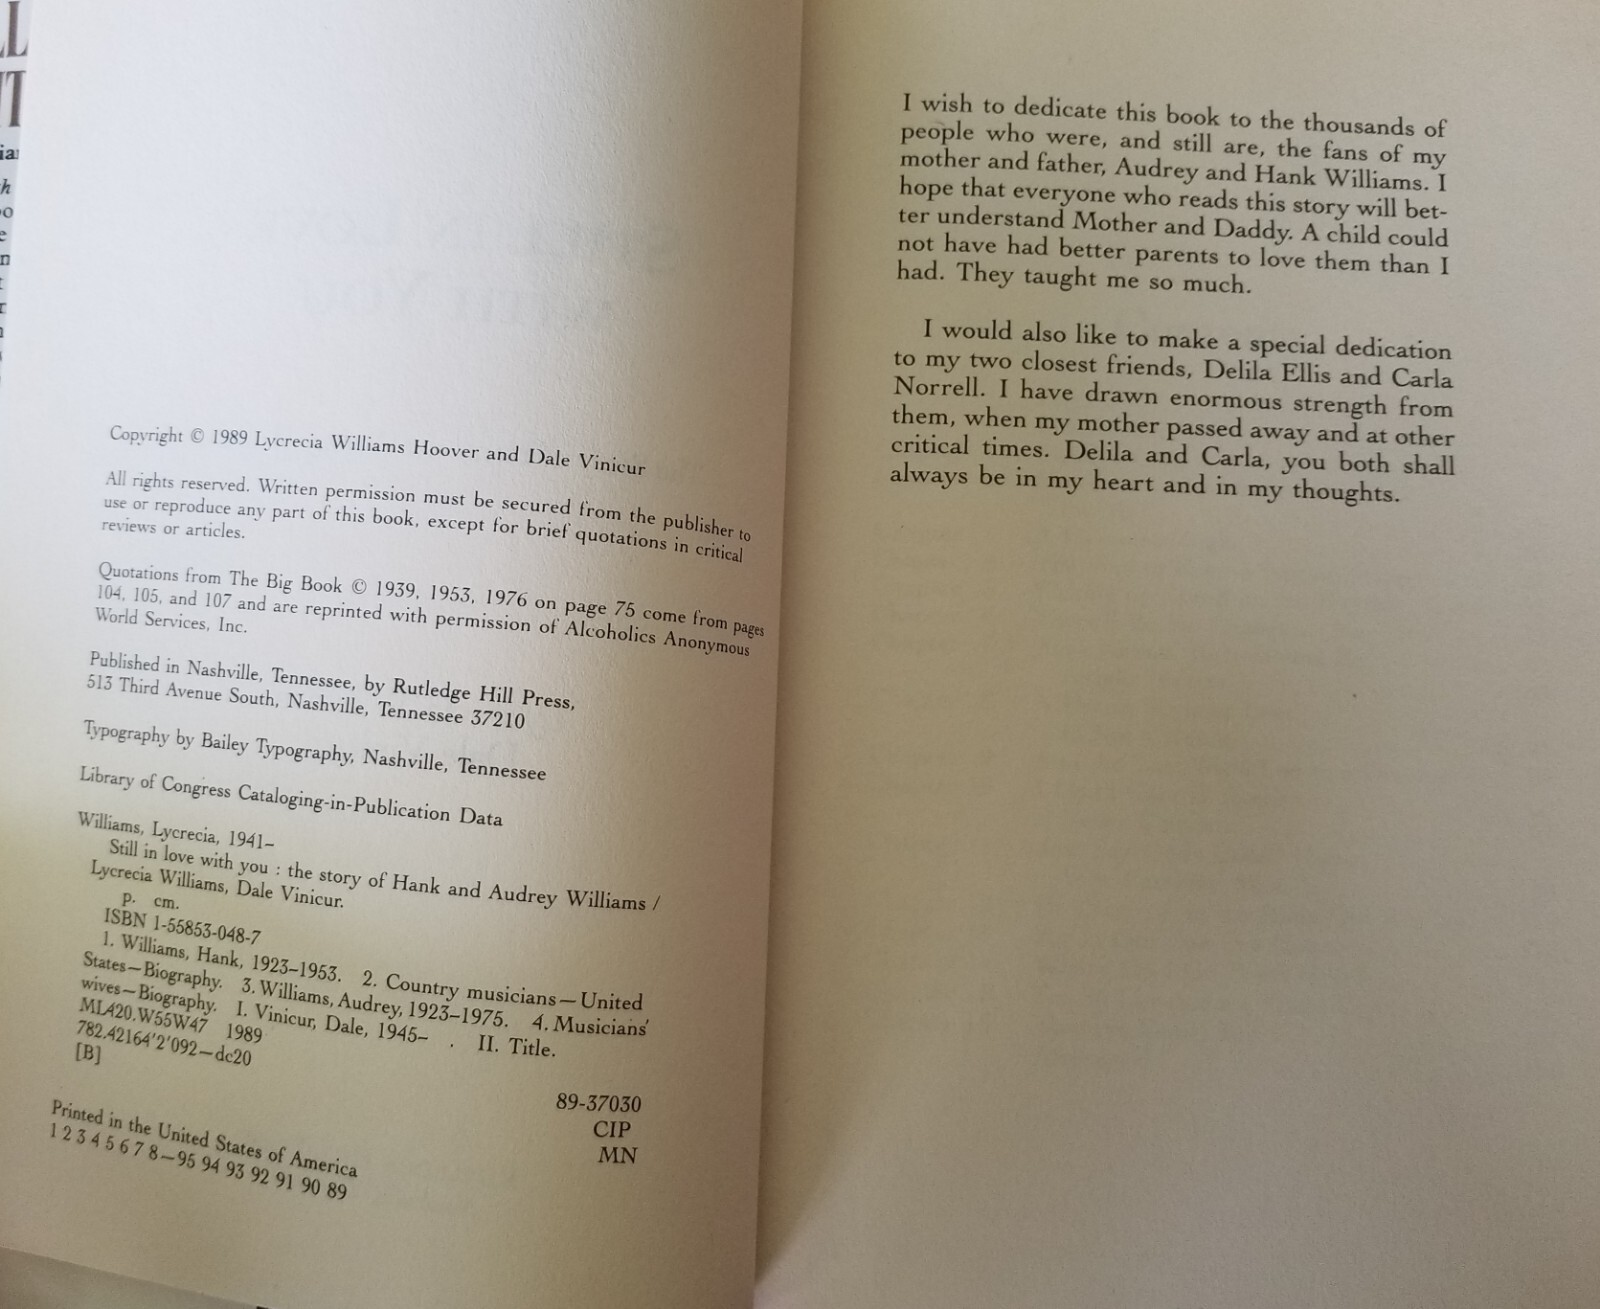 Copyright © 1989 Lycrecia Williams Hoover and Dale Vinicur
All rights reserved. Written permission must be secured from the publisher to
use or reproduce any part of this book, except for brief quotations in critical
reviews or articles.
Quotations from The Big Book © 1939, 1953, 1976 on page 75 come from pages
104, 105, and 107 and are reprinted with permission of Alcoholics Anonymous
World Services, Inc.
Published in Nashville, Tennessee, by Rutledge Hill Press,
513 Third Avenue South, Nashville, Tennessee 37210
Typography by Bailey Typography, Nashville, Tennessee
Library of Congress Cataloging-in-Publication Data
Williams, Lycrecia, 1941–
Still in love with you : the story of Hank and Audrey Williams /
Lycrecia Williams, Dale Vinicur.
p. cm.
ISBN 1-55853-048-7
1. Williams, Hank, 1923–1953. 2. Country musicians—United
States—Biography. 3. Williams, Audrey, 1923–1975. 4. Musicians'
wives—Biography. I. Vinicur, Dale, 1945– . II. Title.
ML420.W55W47 1989
782.42164'2'092—dc20
[B]
89-37030
CIP
MN
Printed in the United States of America
1 2 3 4 5 6 7 8—95 94 93 92 91 90 89
I wish to dedicate this book to the thousands of
people who were, and still are, the fans of my
mother and father, Audrey and Hank Williams. I
hope that everyone who reads this story will bet-
ter understand Mother and Daddy. A child could
not have had better parents to love them than I
had. They taught me so much.
I would also like to make a special dedication
to my two closest friends, Delila Ellis and Carla
Norrell. I have drawn enormous strength from
them, when my mother passed away and at other
critical times. Delila and Carla, you both shall
always be in my heart and in my thoughts.